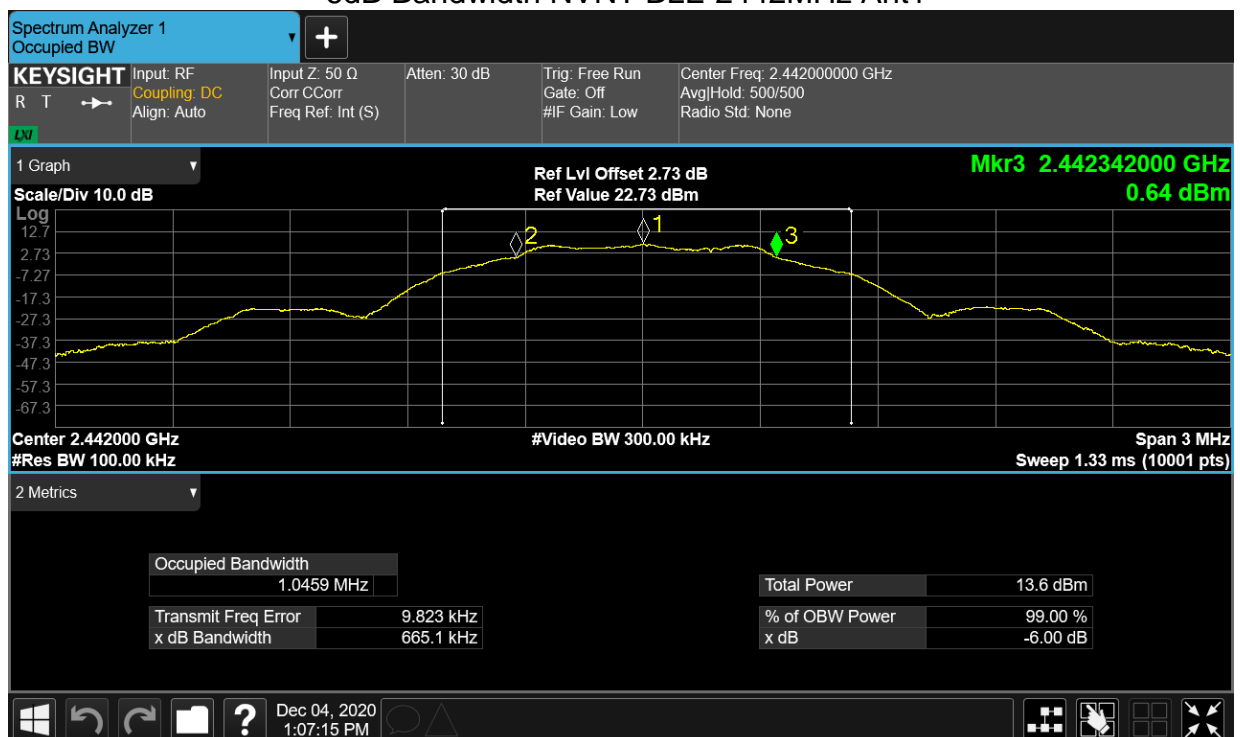 Spectrum Analyzer 1
Occupied BW
KEYSIGHT
R T
LXI
Input: RF
Coupling: DC
Align: Auto
Input Z: 50 Ω
Corr CCorr
Freq Ref: Int (S)
Atten: 30 dB
Trig: Free Run
Gate: Off
#IF Gain: Low
Center Freq: 2.442000000 GHz
Avg|Hold: 500/500
Radio Std: None
1 Graph
Scale/Div 10.0 dB
Ref Lvl Offset 2.73 dB
Ref Value 22.73 dBm
Mkr3 2.442342000 GHz
0.64 dBm
Log
12.7
2.73
-7.27
-17.3
-27.3
-37.3
-47.3
-57.3
-67.3
2
1
3
Center 2.442000 GHz
#Video BW 300.00 kHz
Span 3 MHz
#Res BW 100.00 kHz
Sweep 1.33 ms (10001 pts)
2 Metrics
Occupied Bandwidth
1.0459 MHz
Total Power 13.6 dBm
Transmit Freq Error 9.823 kHz
% of OBW Power 99.00 %
x dB Bandwidth 665.1 kHz
x dB -6.00 dB
?
Dec 04, 2020
1:07:15 PM